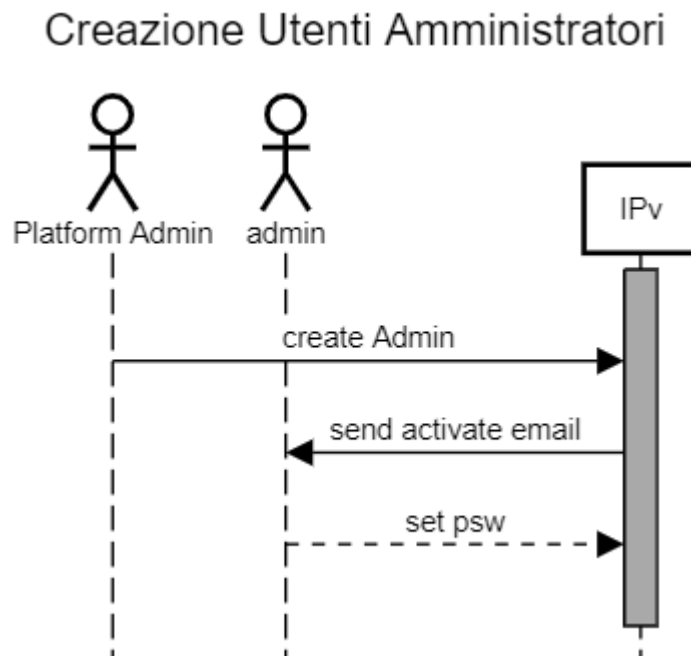 Creazione Utenti Amministratori
Platform Admin
admin
IPv
create Admin
send activate email
set psw